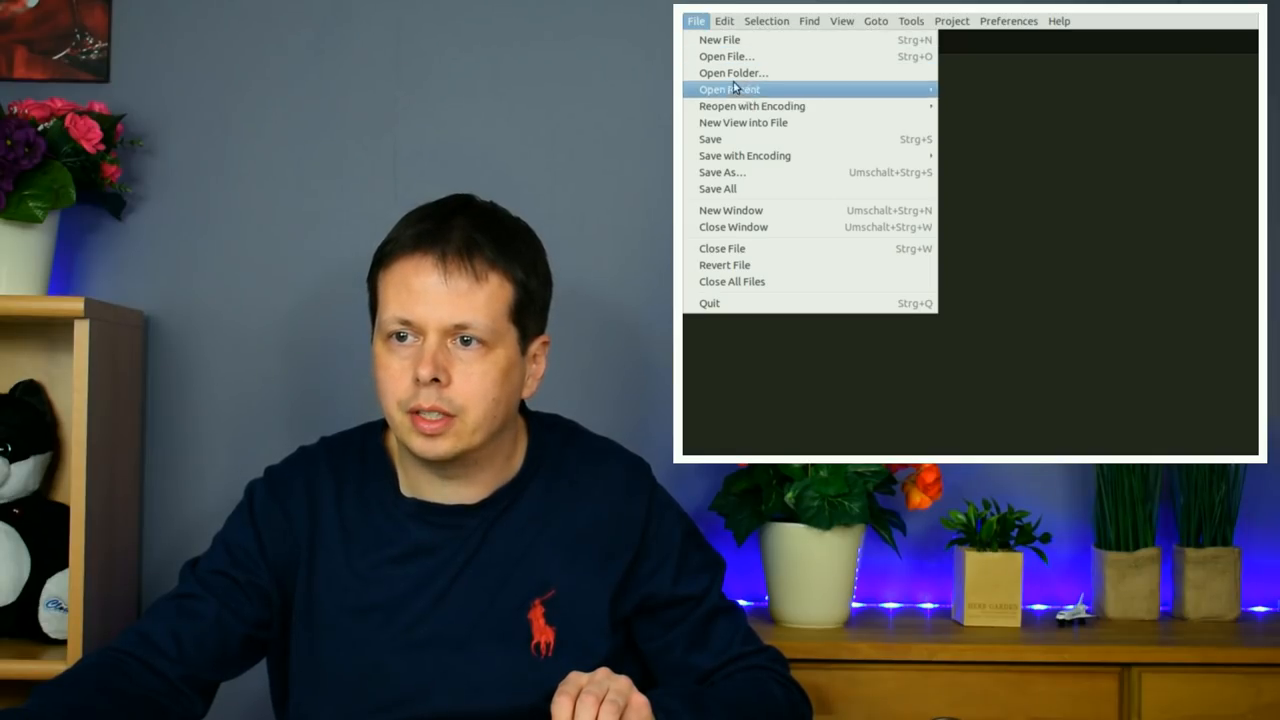 File Edit Selection Find View Goto Tools Project Preferences Help
New File Strg+N
Open File... Strg+O
Open Folder...
Open Recent
Reopen with Encoding
New View into File
Save Strg+S
Save with Encoding
Save As... Umschalt+Strg+S
Save All
New Window Umschalt+Strg+N
Close Window Umschalt+Strg+W
Close File Strg+W
Revert File
Close All Files
Quit Strg+Q
HERB GARDEN